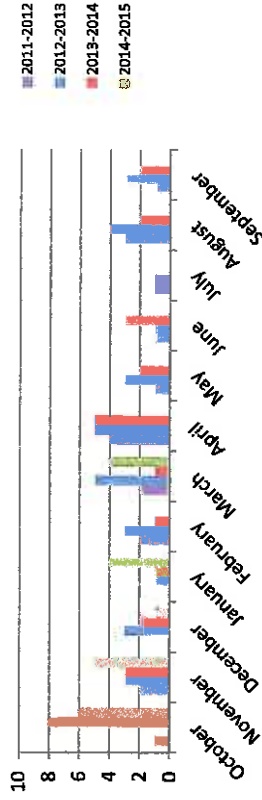 10
8
6
4
2
0
October
November
December
January
February
March
April
May
June
July
August
September
2011-2012
2012-2013
2013-2014
2014-2015